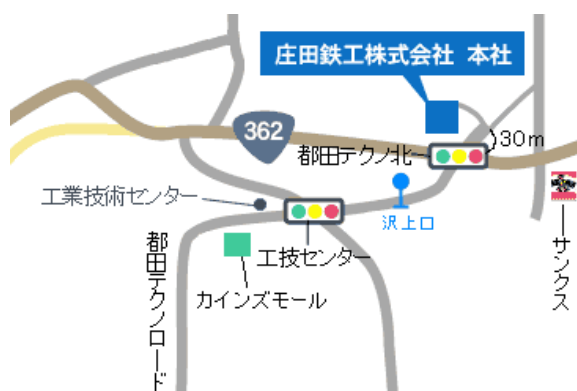 庄田鉄工株式会社 本社
362
30m
都田テクノ北
工業技術センター
沢上口
工技センター
カインズモール
都田テクノロード
サンクス